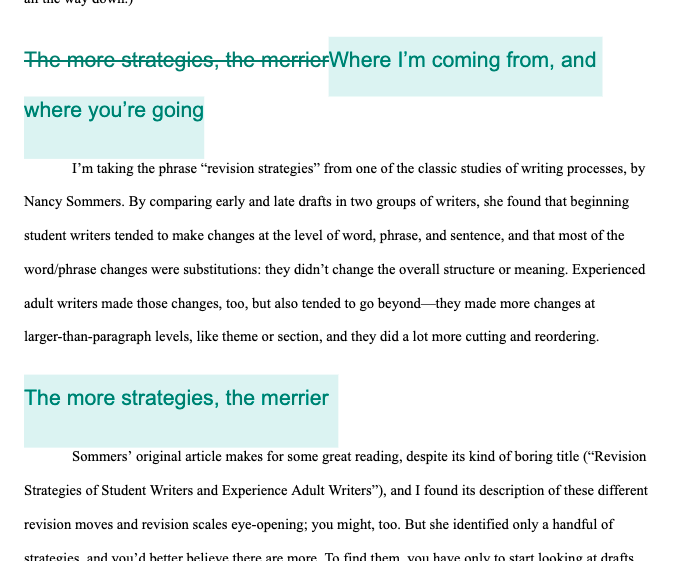 all the way down.)
The more strategies, the merrierWhere I’m coming from, and
where you’re going
I’m taking the phrase “revision strategies” from one of the classic studies of writing processes, by
Nancy Sommers. By comparing early and late drafts in two groups of writers, she found that beginning
student writers tended to make changes at the level of word, phrase, and sentence, and that most of the
word/phrase changes were substitutions: they didn’t change the overall structure or meaning. Experienced
adult writers made those changes, too, but also tended to go beyond—they made more changes at
larger-than-paragraph levels, like theme or section, and they did a lot more cutting and reordering.
The more strategies, the merrier
Sommers’ original article makes for some great reading, despite its kind of boring title (“Revision
Strategies of Student Writers and Experience Adult Writers”), and I found its description of these different
revision moves and revision scales eye-opening; you might, too. But she identified only a handful of
strategies, and you’d better believe there are more. To find them, you have only to start looking at drafts